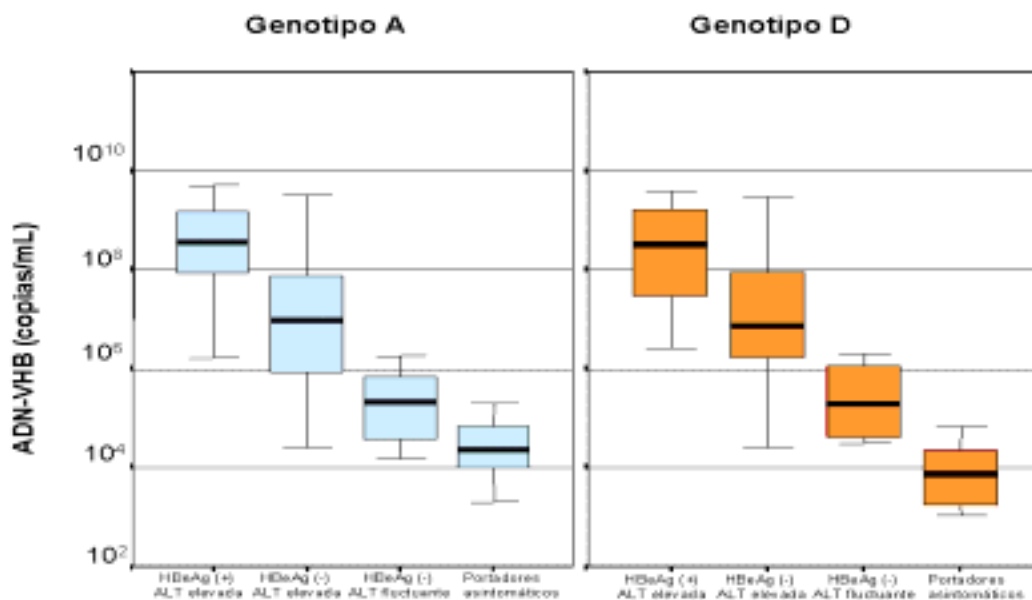 Genotipo A
Genotipo D
ADN-VHB (copias/mL)
10¹⁰
10⁸
10⁶
10⁴
10²
HBeAg (+)
ALT elevada
HBeAg (-)
ALT elevada
HBeAg (-)
ALT fluctuante
Portadores
asintomáticos
HBeAg (+)
ALT elevada
HBeAg (-)
ALT elevada
HBeAg (-)
ALT fluctuante
Portadores
asintomáticos